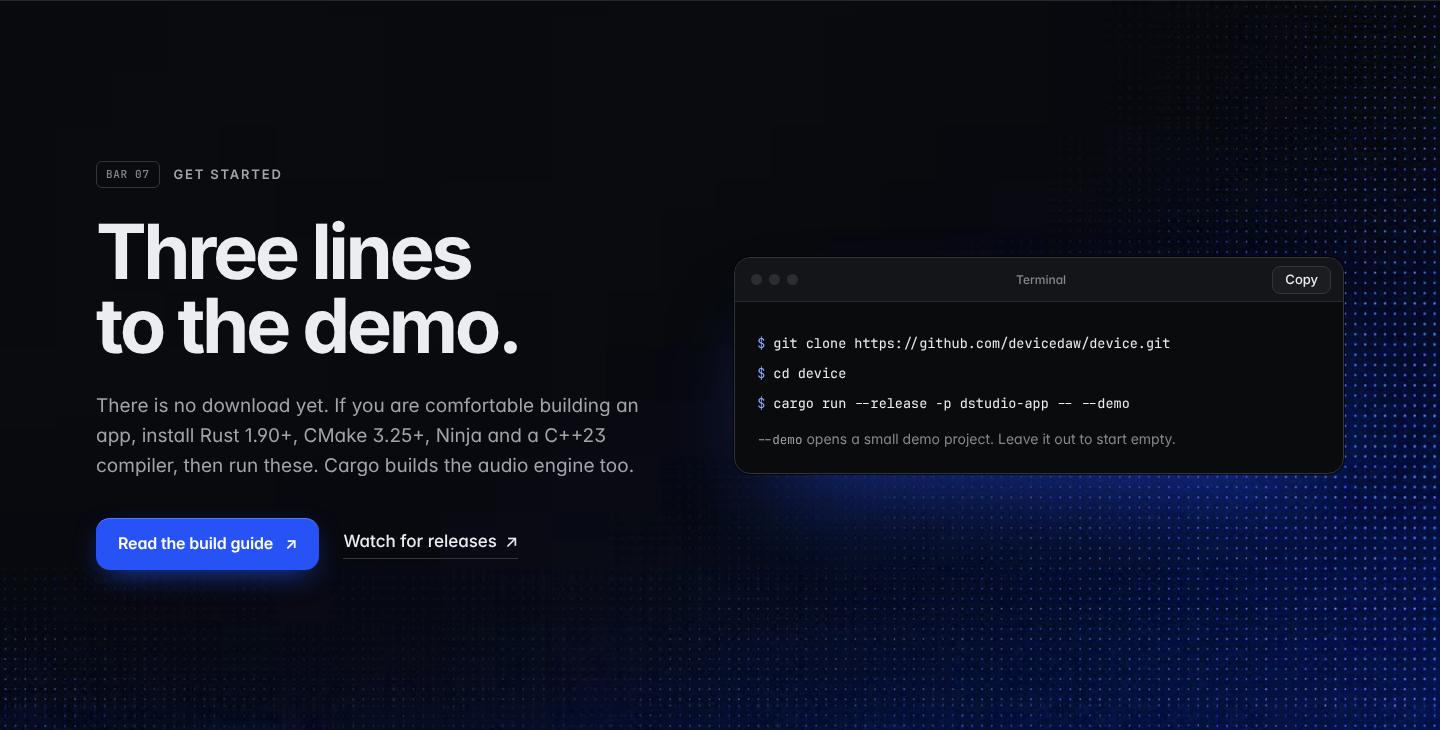 BAR 07 GET STARTED
Three lines
to the demo.
There is no download yet. If you are comfortable building an
app, install Rust 1.90+, CMake 3.25+, Ninja and a C++23
compiler, then run these. Cargo builds the audio engine too.
Read the build guide ↗ Watch for releases ↗
Terminal Copy
$ git clone https://github.com/devicedaw/device.git
$ cd device
$ cargo run --release -p dstudio-app -- --demo
--demo opens a small demo project. Leave it out to start empty.